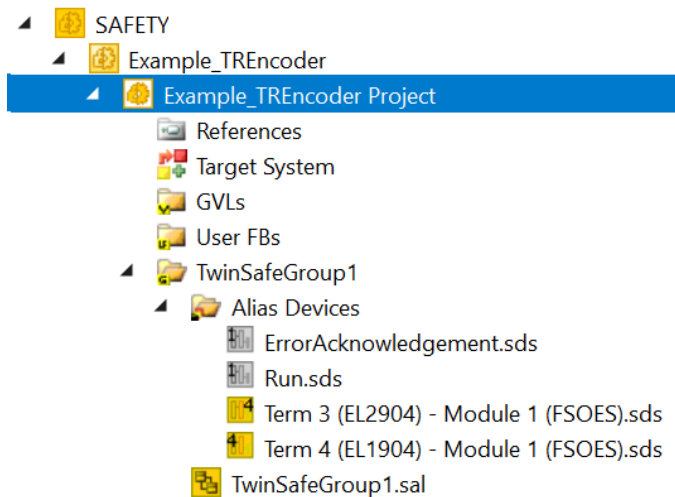 SAFETY
Example_TREncoder
Example_TREncoder Project
References
Target System
GVLs
User FBs
TwinSafeGroup1
Alias Devices
ErrorAcknowledgement.sds
Run.sds
Term 3 (EL2904) - Module 1 (FSOES).sds
Term 4 (EL1904) - Module 1 (FSOES).sds
TwinSafeGroup1.sal